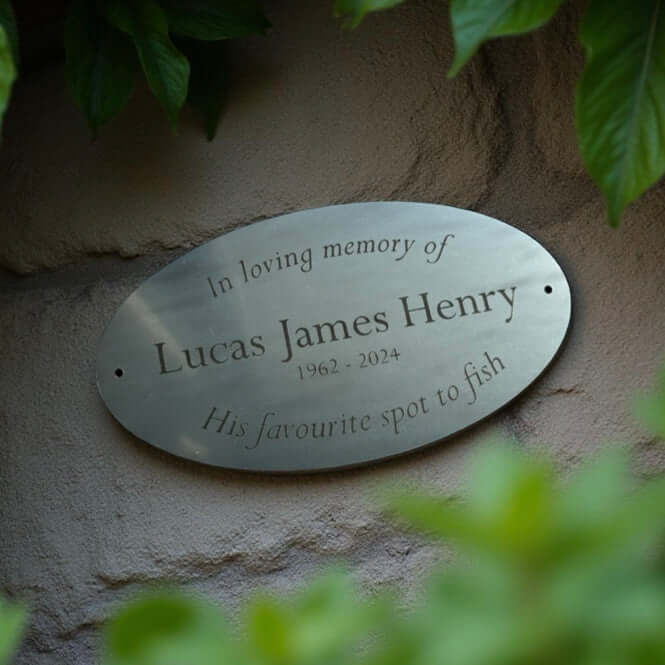 In loving memory of
Lucas James Henry
1962 - 2024
His favourite spot to fish